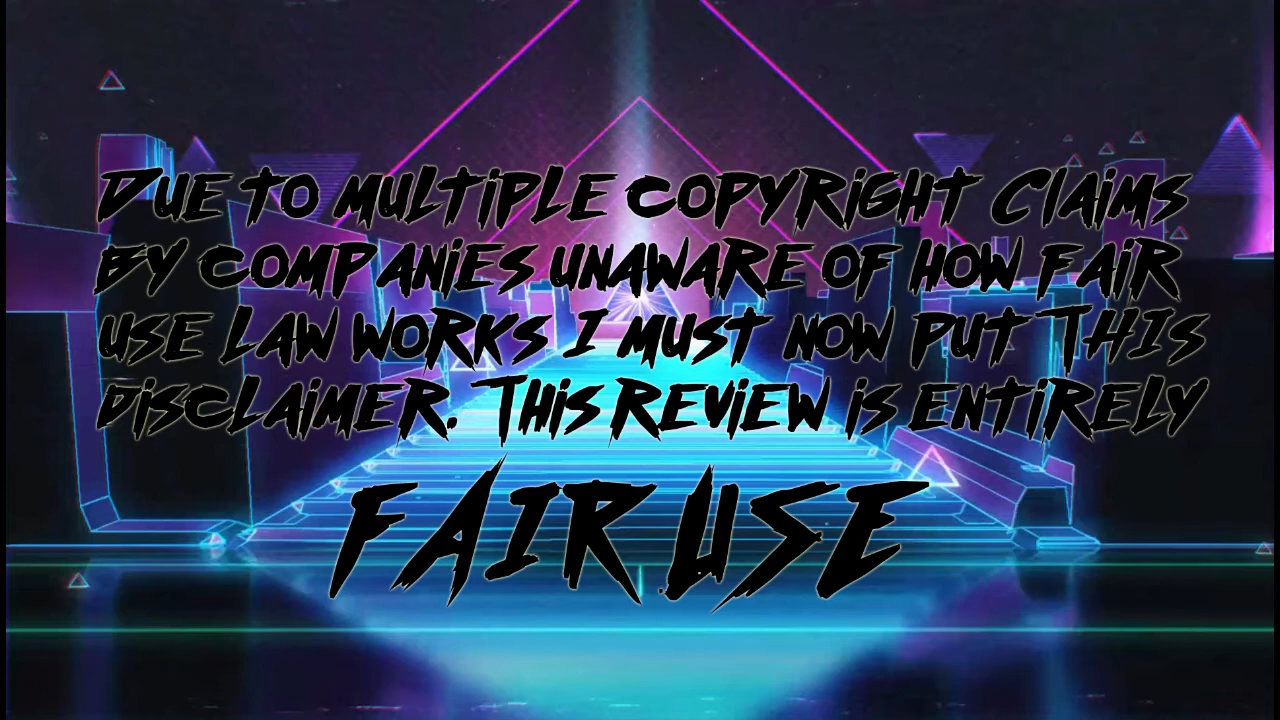 Due to multiple copyright Claims
by companies unaware of how fair
use law works I must now put THIs
disclaimer. This review is entirely
FAIR USE